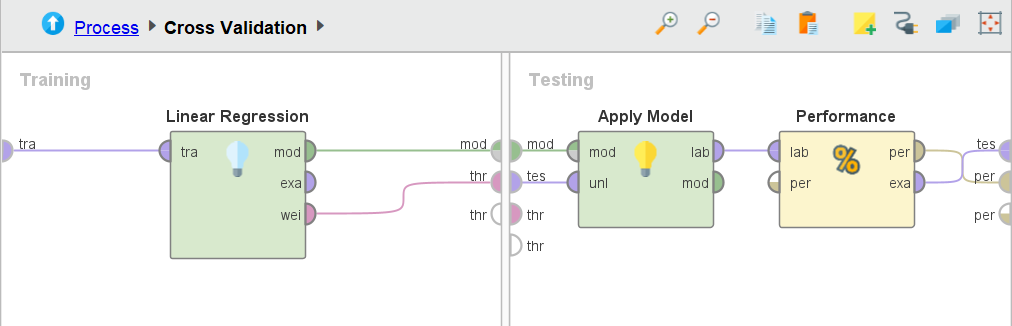 Process Cross Validation
Training
Testing
Linear Regression
Apply Model
Performance
tra
tra
mod
exa
wei
mod
thr
thr
mod
tes
thr
thr
mod
unl
lab
mod
lab
per
per
exa
tes
per
per